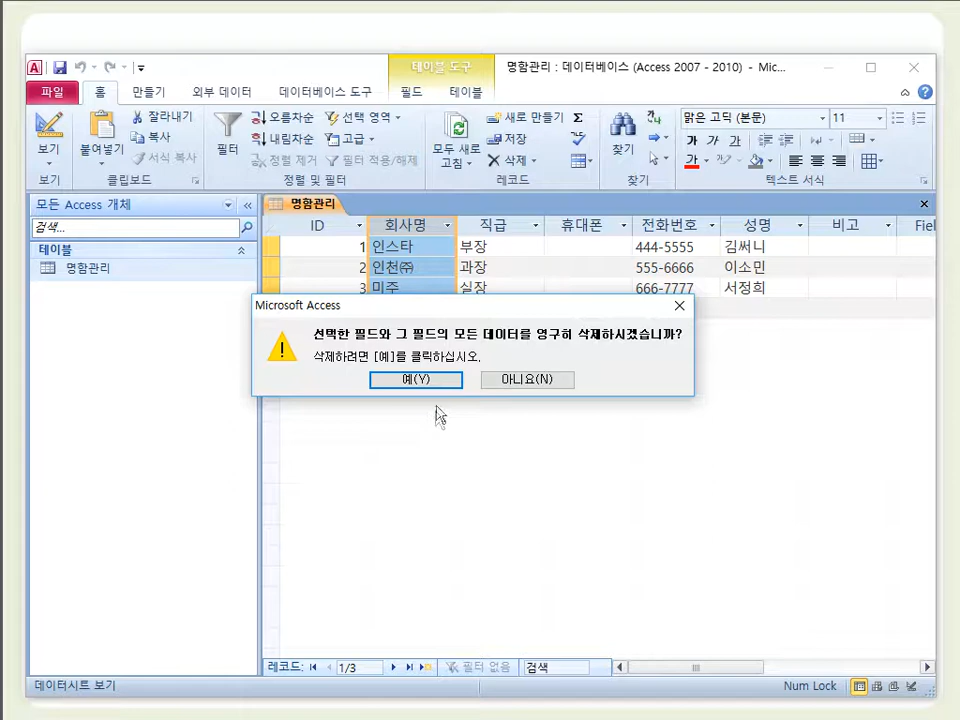 테이블 도구
명함관리 : 데이터베이스 (Access 2007 - 2010) - Mic...
파일 홈 만들기 외부 데이터 데이터베이스 도구 필드 테이블
보기
보기
붙여넣기
잘라내기
복사
서식 복사
클립보드
필터
오름차순
내림차순
정렬 제거
선택 영역
고급
필터 적용/해제
정렬 및 필터
모두 새로
고침
새로 만들기
저장
삭제
레코드
찾기
찾기
맑은 고딕 (본문) 11
가 가 가
가
텍스트 서식
모든 Access 개체
검색...
테이블
명함관리
명함관리
ID 회사명 직급 휴대폰 전화번호 성명 비고 Fiel
1 인스타 부장 444-5555 김써니
2 인천㈜ 과장 555-6666 이소민
3 미주 실장 666-7777 서정희
Microsoft Access
선택한 필드와 그 필드의 모든 데이터를 영구히 삭제하시겠습니까?
삭제하려면 [예]를 클릭하십시오.
예(Y) 아니요(N)
레코드: 1/3 필터 없음 검색
데이터시트 보기 Num Lock